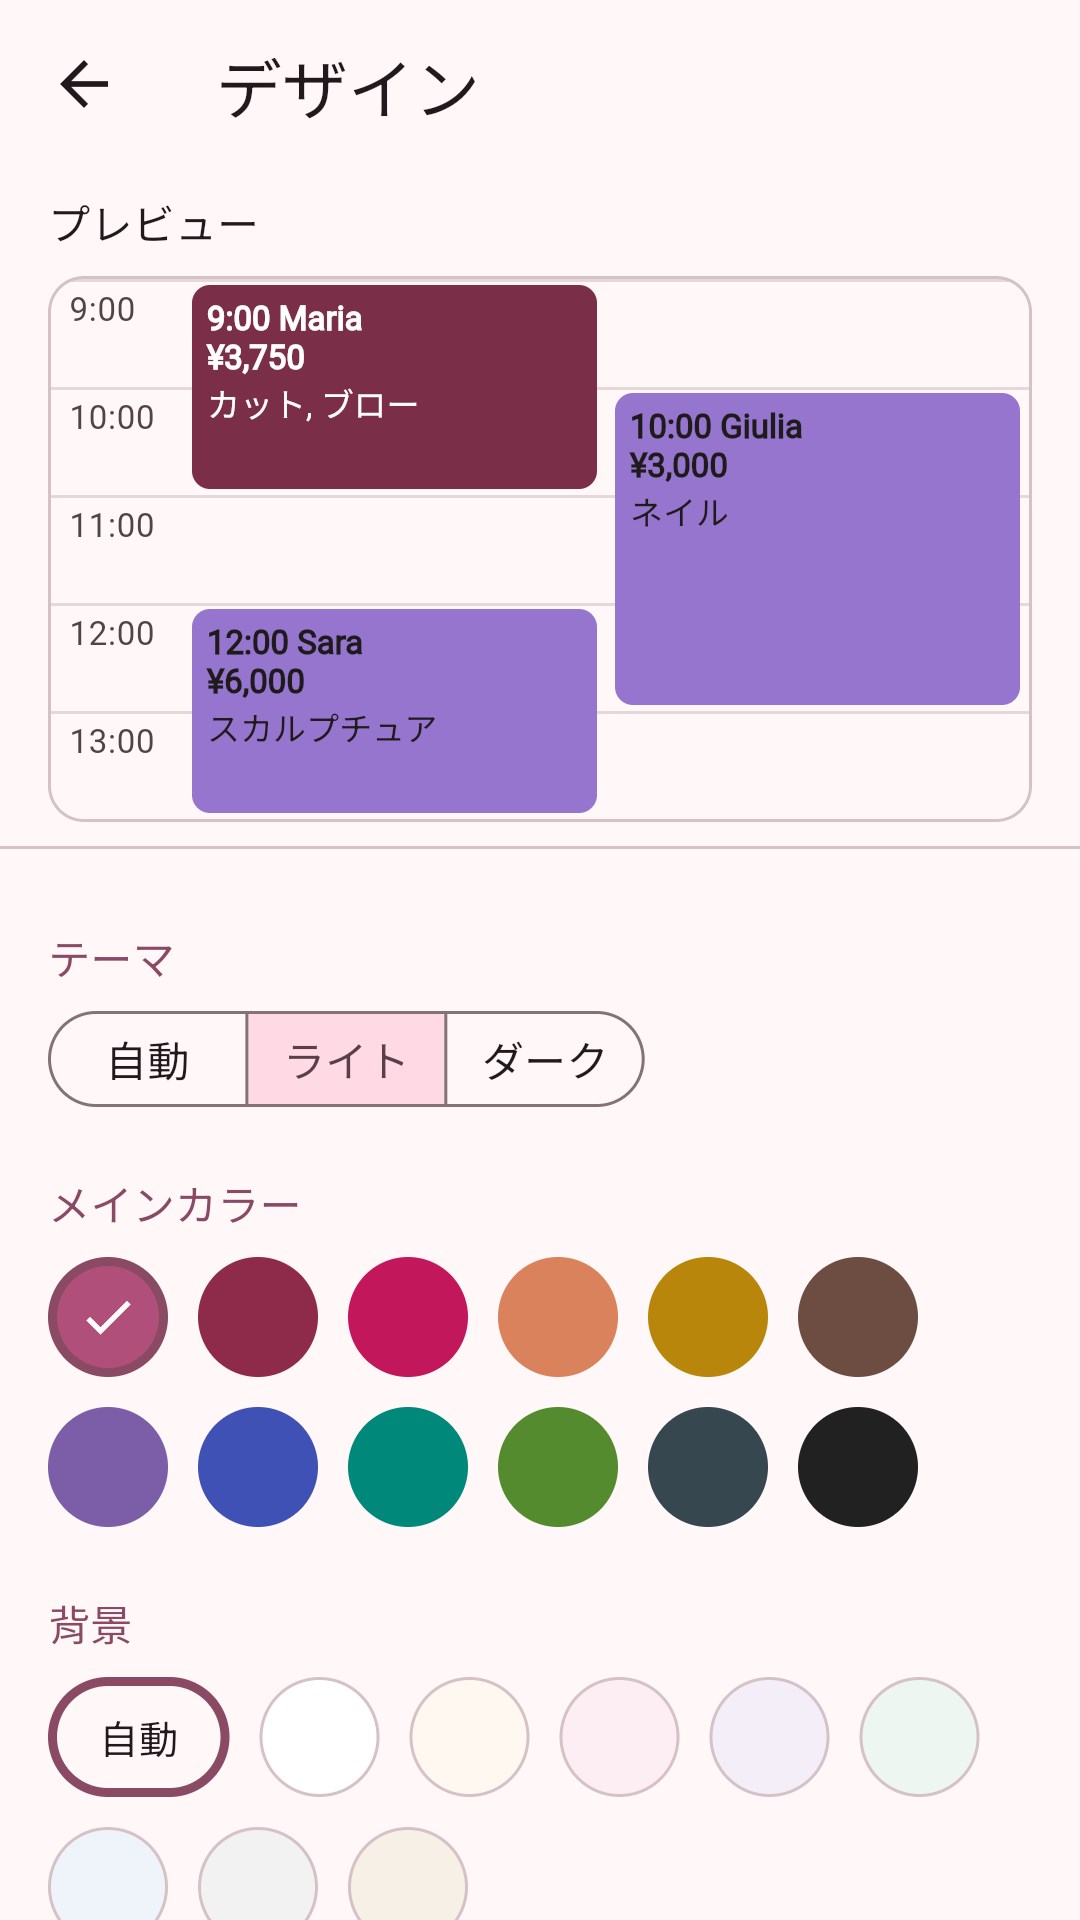 デザイン
プレビュー
9:00
9:00 Maria
¥3,750
カット, ブロー
10:00
10:00 Giulia
¥3,000
ネイル
11:00
12:00
12:00 Sara
¥6,000
スカルプチュア
13:00
テーマ
自動 ライト ダーク
メインカラー
背景
自動